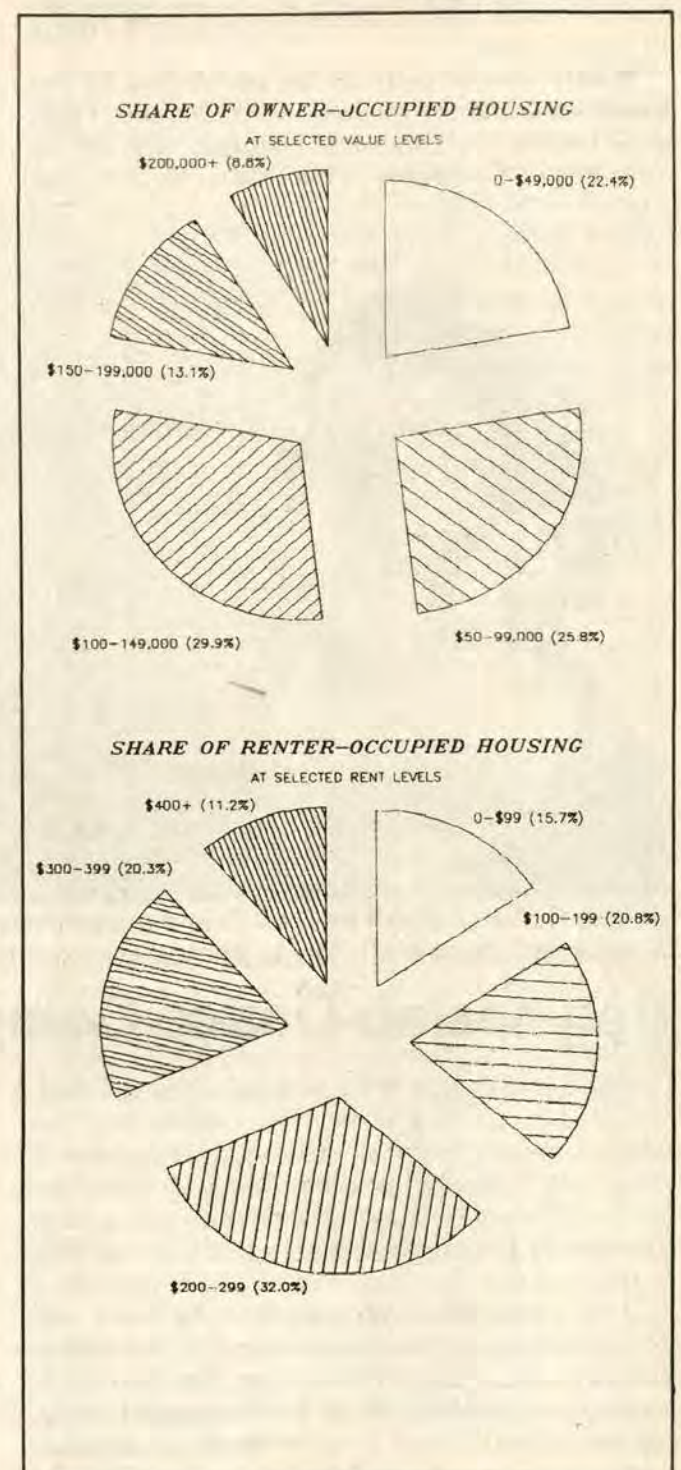 SHARE OF OWNER-OCCUPIED HOUSING
AT SELECTED VALUE LEVELS
$200,000+ (8.8%)
0-$49,000 (22.4%)
$150-199,000 (13.1%)
$100-149,000 (29.9%)
$50-99,000 (25.8%)
SHARE OF RENTER-OCCUPIED HOUSING
AT SELECTED RENT LEVELS
$400+ (11.2%)
0-$99 (15.7%)
$300-399 (20.3%)
$100-199 (20.8%)
$200-299 (32.0%)